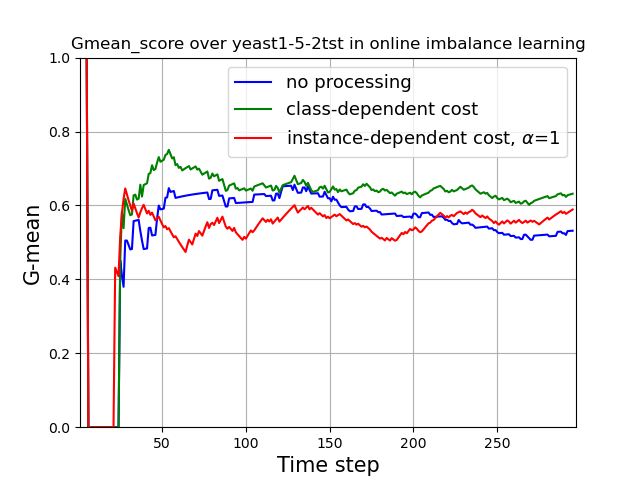 Gmean_score over yeast1-5-2tst in online imbalance learning
1.0
0.8
0.6
0.4
0.2
0.0
G-mean
no processing
class-dependent cost
instance-dependent cost, α=1
50
100
150
200
250
Time step